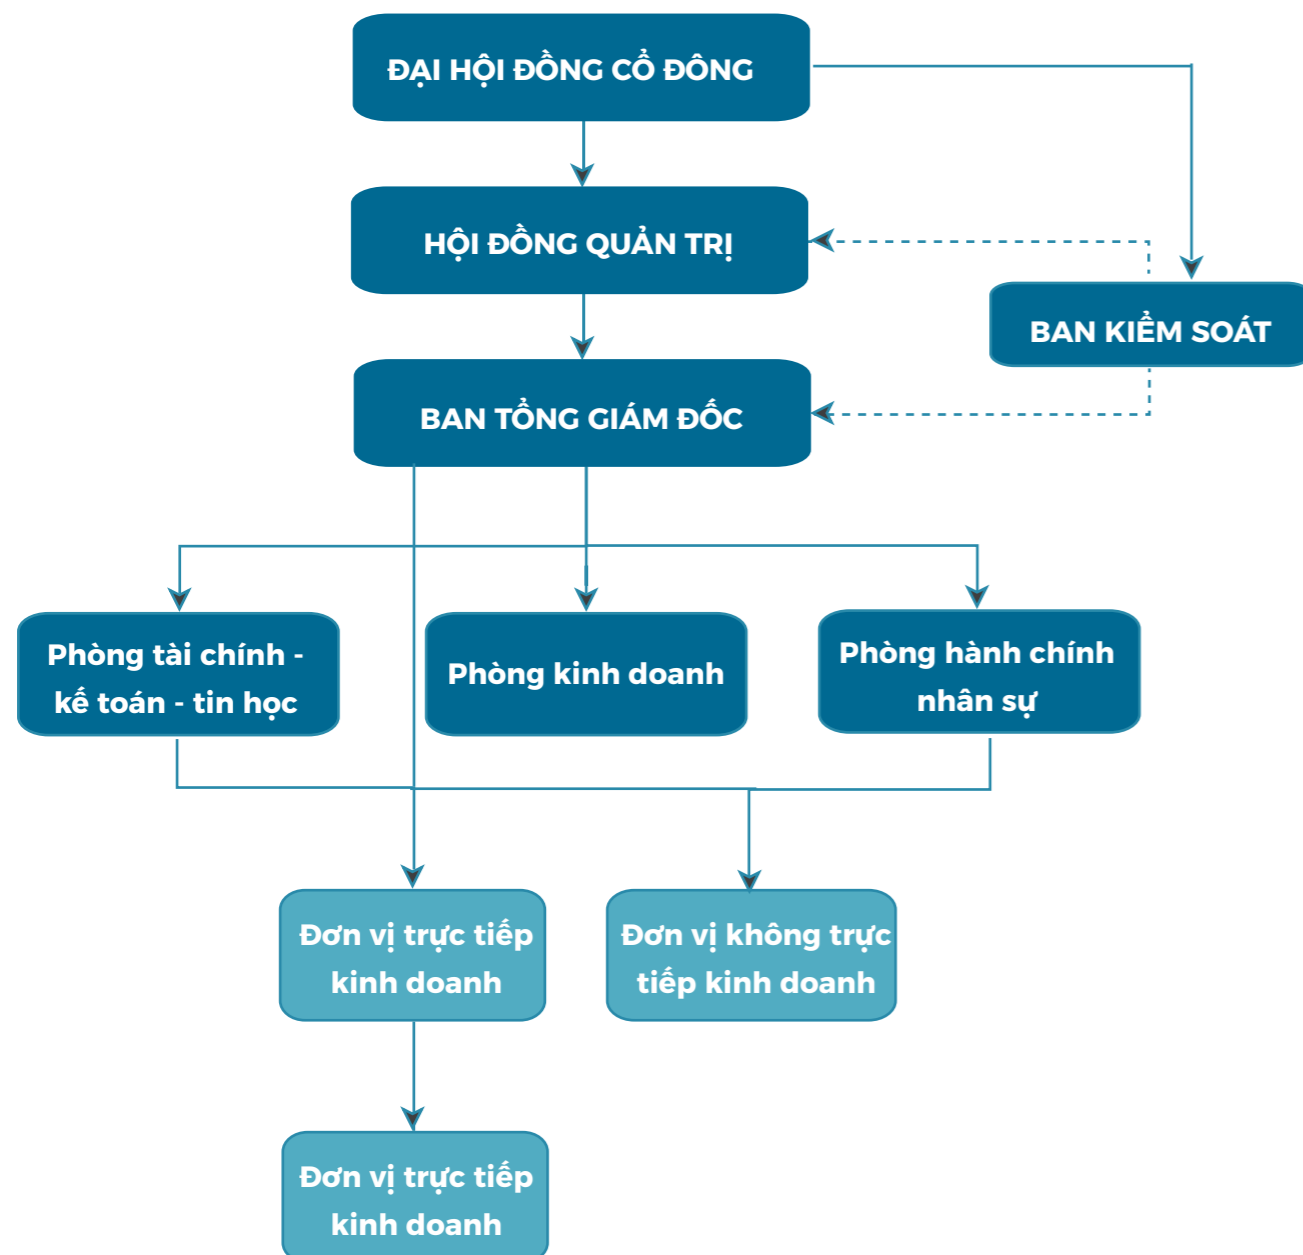 ĐẠI HỘI ĐỒNG CỔ ĐÔNG
HỘI ĐỒNG QUẢN TRỊ
BAN KIỂM SOÁT
BAN TỔNG GIÁM ĐỐC
Phòng tài chính -
kế toán - tin học
Phòng kinh doanh
Phòng hành chính
nhân sự
Đơn vị trực tiếp
kinh doanh
Đơn vị không trực
tiếp kinh doanh
Đơn vị trực tiếp
kinh doanh